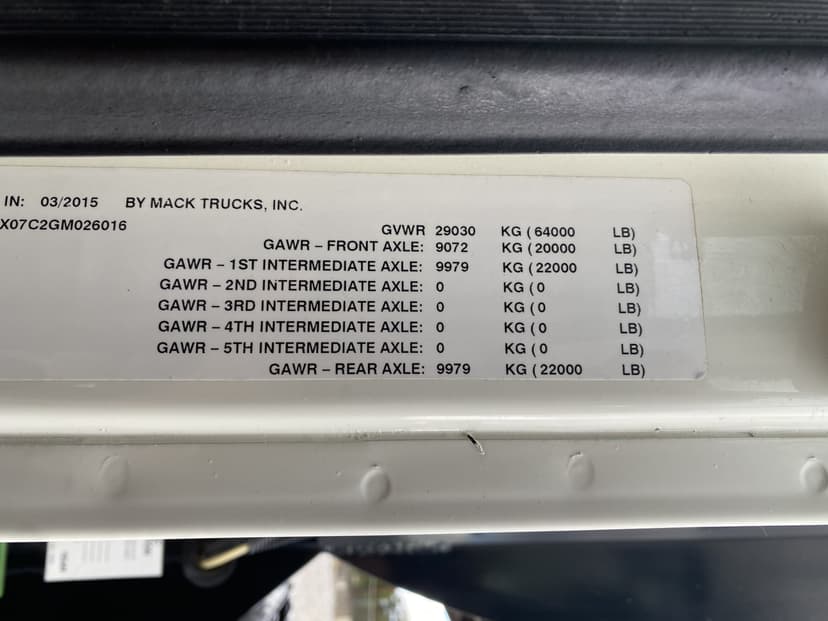 IN: 03/2015 BY MACK TRUCKS, INC.
X07C2GM026016
GVWR 29030 KG ( 64000 LB)
GAWR – FRONT AXLE: 9072 KG ( 20000 LB)
GAWR – 1ST INTERMEDIATE AXLE: 9979 KG ( 22000 LB)
GAWR – 2ND INTERMEDIATE AXLE: 0 KG ( 0 LB)
GAWR – 3RD INTERMEDIATE AXLE: 0 KG ( 0 LB)
GAWR – 4TH INTERMEDIATE AXLE: 0 KG ( 0 LB)
GAWR – 5TH INTERMEDIATE AXLE: 0 KG ( 0 LB)
GAWR – REAR AXLE: 9979 KG ( 22000 LB)